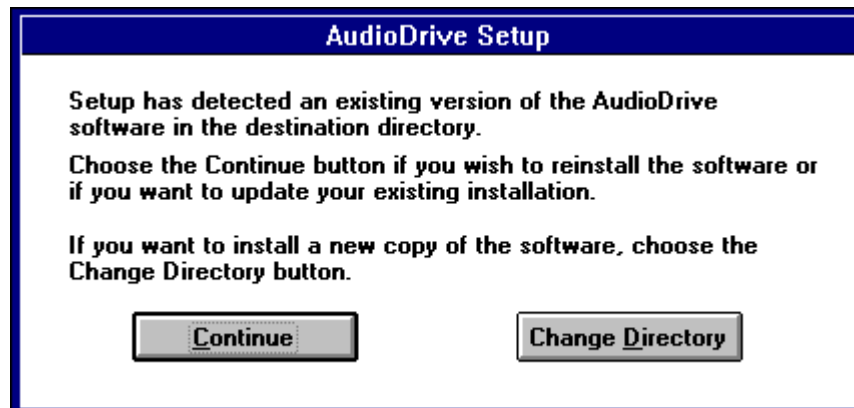 AudioDrive Setup
Setup has detected an existing version of the AudioDrive
software in the destination directory.
Choose the Continue button if you wish to reinstall the software or
if you want to update your existing installation.
If you want to install a new copy of the software, choose the
Change Directory button.
Continue
Change Directory